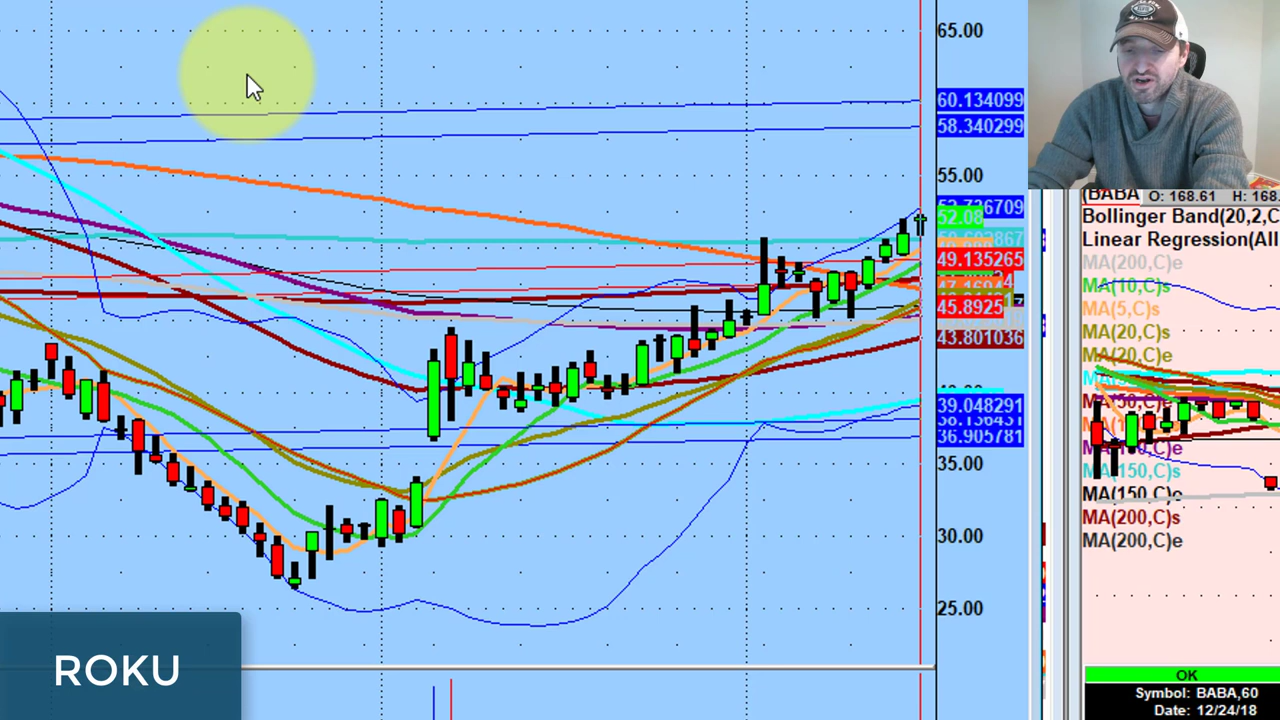 65.00
60.134099
58.340299
55.00
52.08
49.135265
45.8925
43.801036
39.048291
36.905781
35.00
30.00
25.00
ROKU
(BABA O: 168.61 H: 168.
Bollinger Band(20,2,C
Linear Regression(All
MA(200,C)e
MA(10,C)s
MA(5,C)s
MA(20,C)s
MA(20,C)e
MA(150,C)s
MA(150,C)e
MA(200,C)s
MA(200,C)e
OK
Symbol: BABA,60
Date: 12/24/18